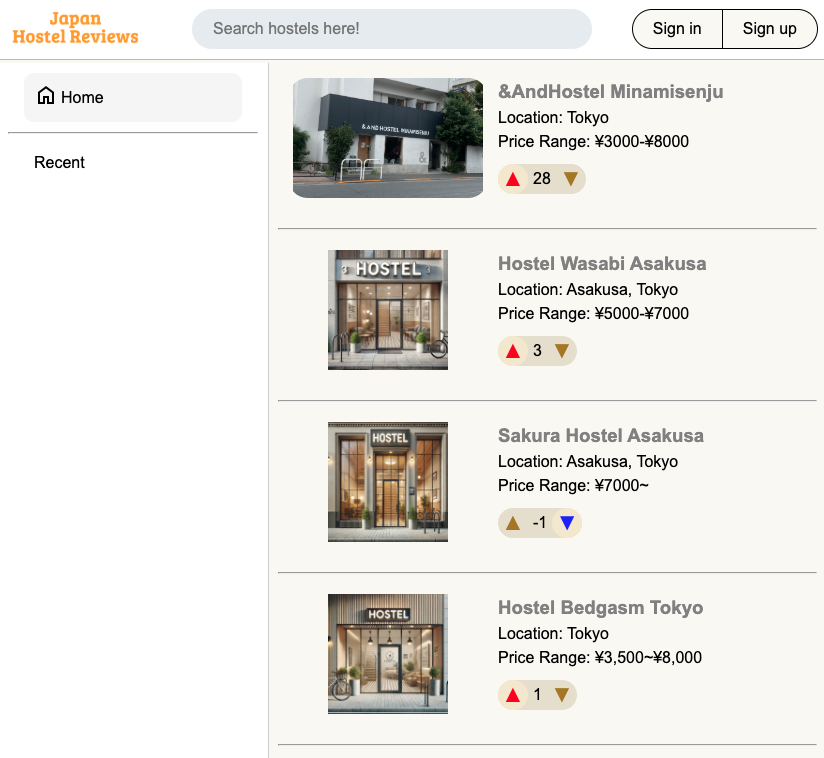 Japan
Hostel Reviews
Search hostels here!
Sign in
Sign up
Home
Recent
&AND HOSTEL MINAMISENJU
&
&AndHostel Minamisenju
Location: Tokyo
Price Range: ¥3000-¥8000
28
HOSTEL
Hostel Wasabi Asakusa
Location: Asakusa, Tokyo
Price Range: ¥5000-¥7000
3
HOSTEL
Sakura Hostel Asakusa
Location: Asakusa, Tokyo
Price Range: ¥7000~
-1
HOSTEL
Hostel Bedgasm Tokyo
Location: Tokyo
Price Range: ¥3,500~¥8,000
1